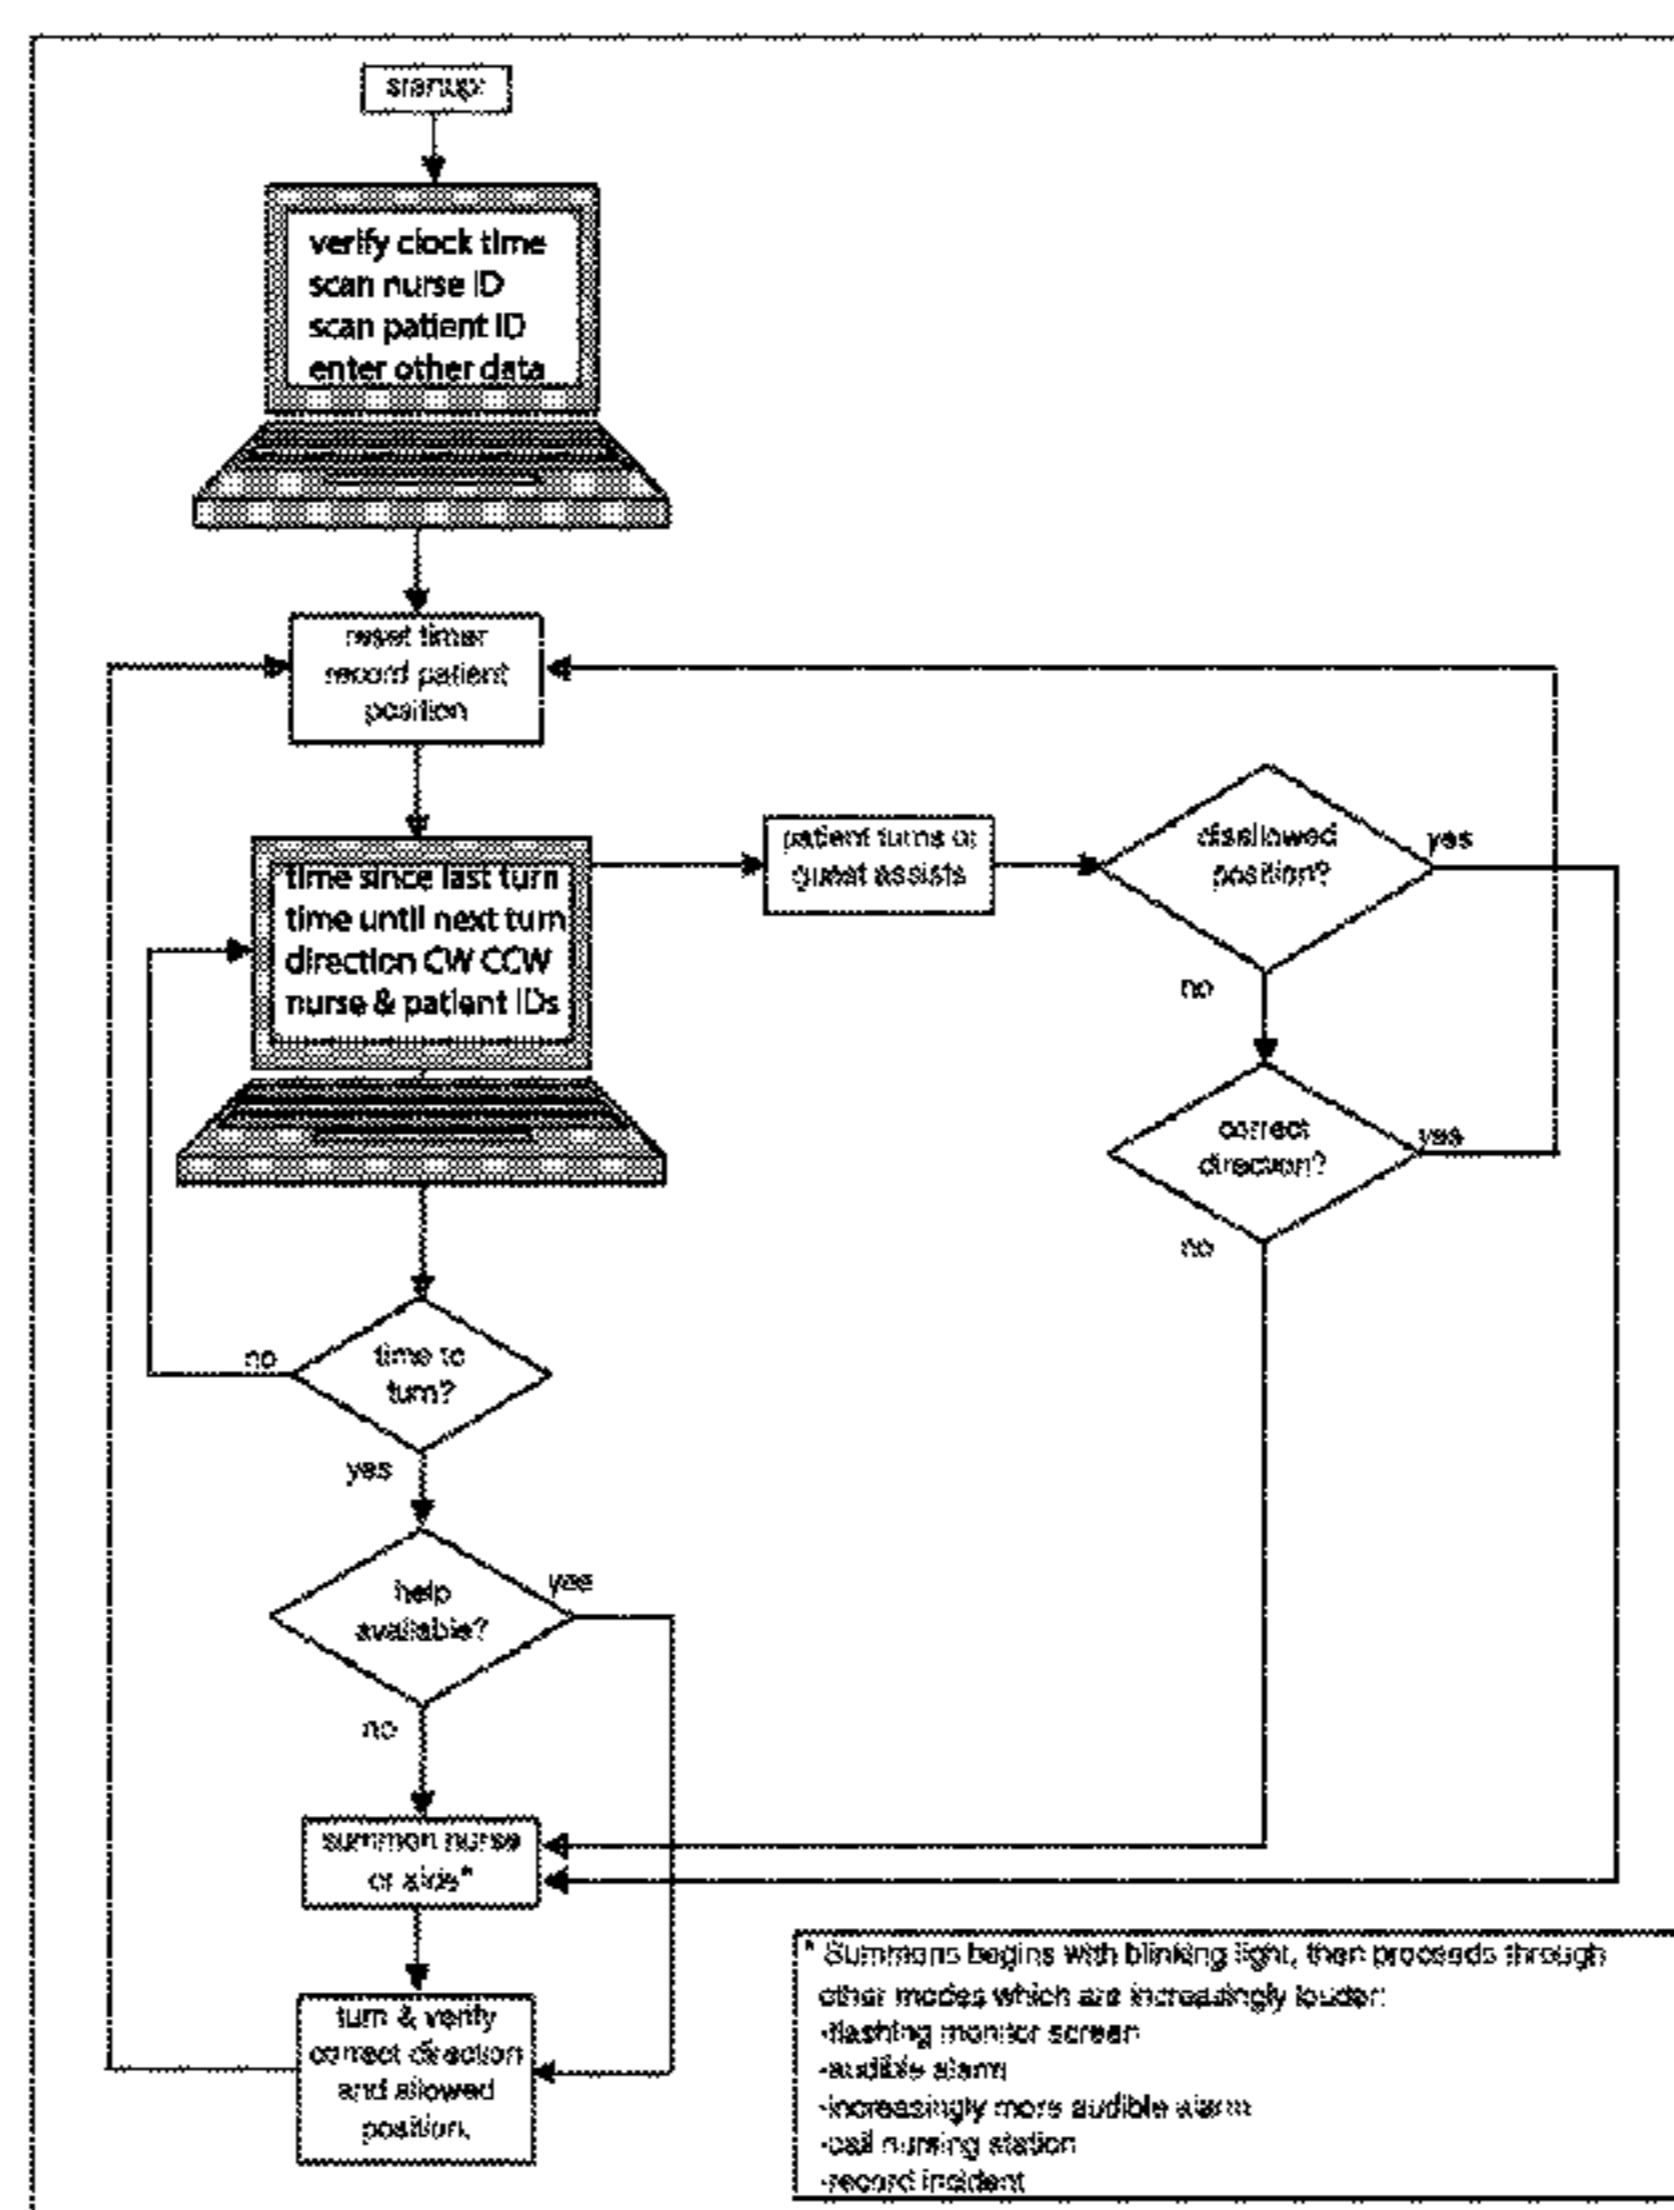 startup:
verify clock time
scan nurse ID
scan patient ID
enter other data
reset timer
record patient
position
time since last turn
time until next turn
direction CW CCW
nurse & patient IDs
patient turns or
guest assists
disallowed
position?
yes
no
correct
direction?
yes
no
time to
turn?
no
yes
help
available?
yes
no
summon nurse
or aide*
turn & verify
correct direction
and allowed
position.
* Summons begins with blinking light, then proceeds through
other modes which are increasingly louder:
-flashing monitor screen
-audible alarm
-increasingly more audible alarm
-call nursing station
-record incident